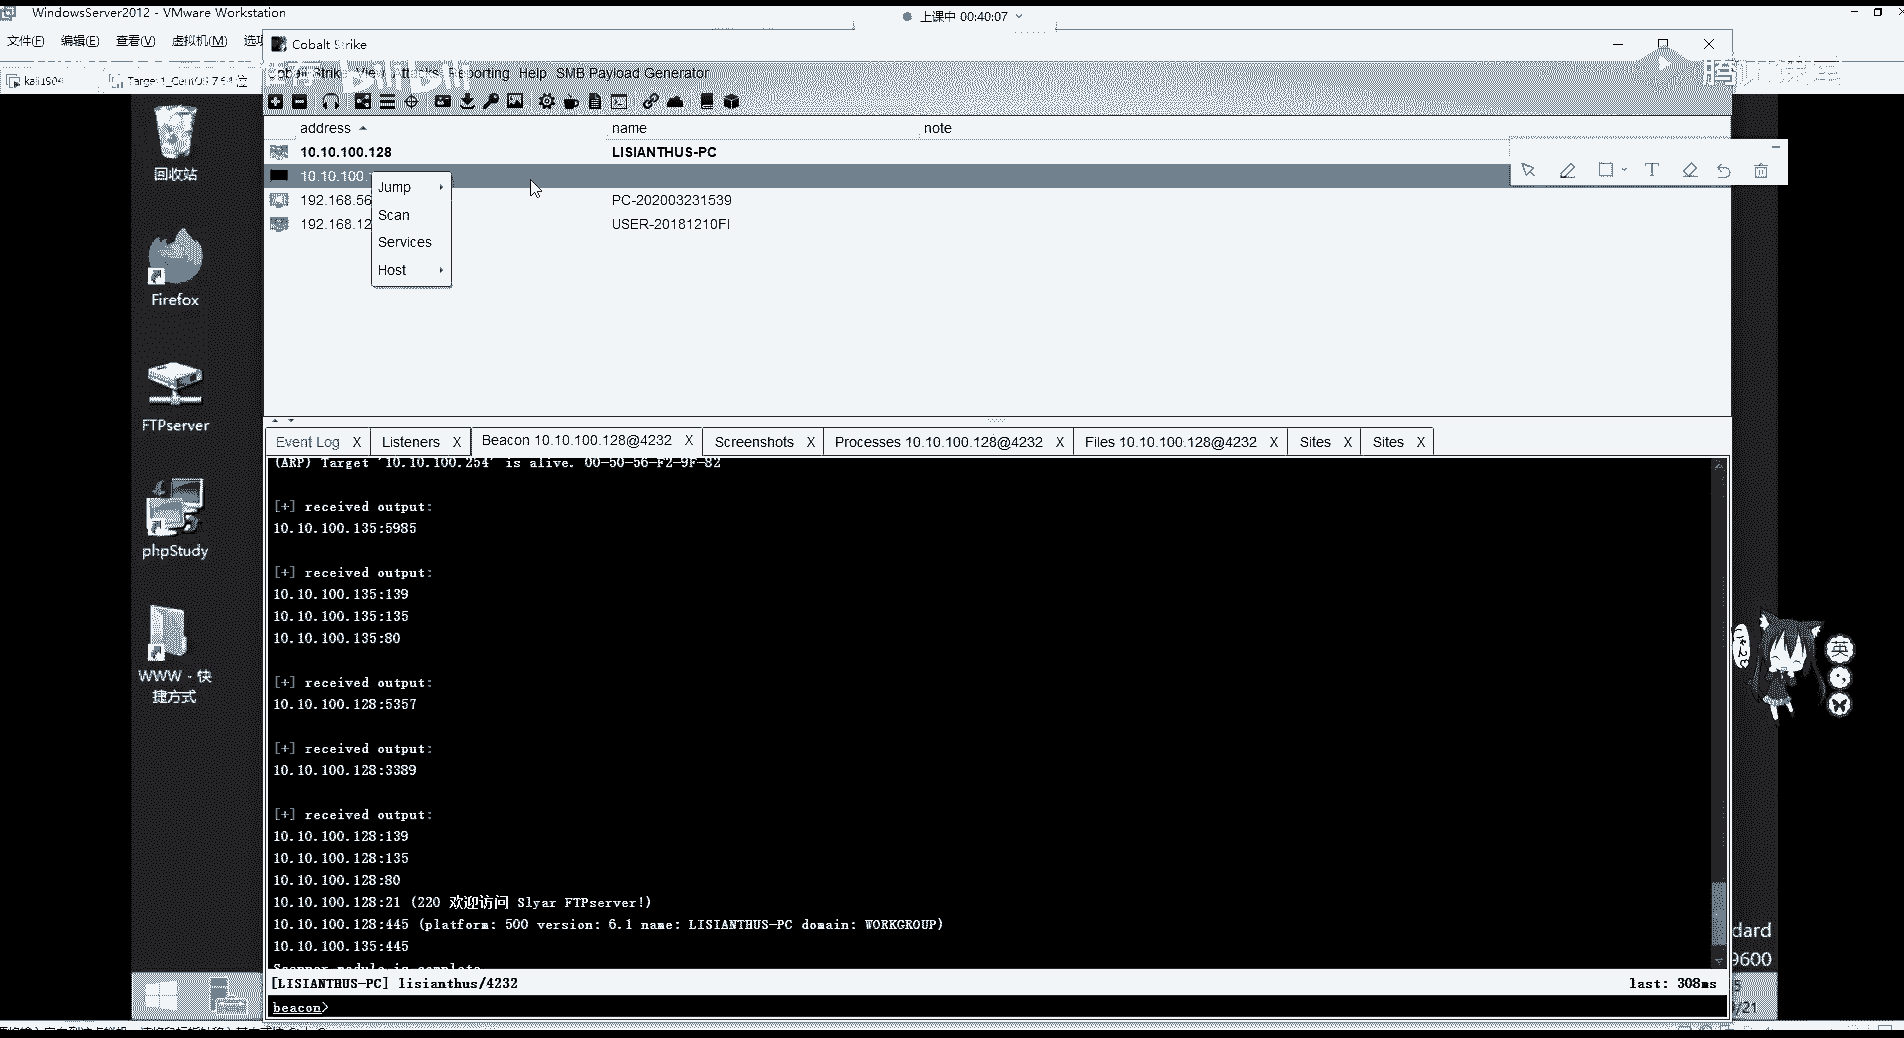 WindowsServer2012 - VMware Workstation
上课中 00:40:07
文件(F) 编辑(E) 查看(V) 虚拟机(M)
Cobalt Strike
View Attacks Reporting Help SMB Payload Generator
address name note
10.10.100.128 LISIANTHUS-PC
10.10.100.
192.168.56 PC-202003231539
192.168.12 USER-20181210FI
Jump
Scan
Services
Host
回收站
Firefox
FTPserver
phpStudy
WWW - 快
捷方式
Event Log X Listeners X Beacon 10.10.100.128@4232 X Screenshots X Processes 10.10.100.128@4232 X Files 10.10.100.128@4232 X Sites X Sites X
(ARP) Target '10.10.100.254' is alive. 00-50-56-F2-9F-82
[+] received output:
10.10.100.135:5985
[+] received output:
10.10.100.135:139
10.10.100.135:135
10.10.100.135:80
[+] received output:
10.10.100.128:5357
[+] received output:
10.10.100.128:3389
[+] received output:
10.10.100.128:139
10.10.100.128:135
10.10.100.128:80
10.10.100.128:21 (220 欢迎访问 Slyar FTPserver!)
10.10.100.128:445 (platform: 500 version: 6.1 name: LISIANTHUS-PC domain: WORKGROUP)
10.10.100.135:445
Scanner module is complete
[LISIANTHUS-PC] lisianthus/4232 last: 308ms
beacon>
dard
9600
英